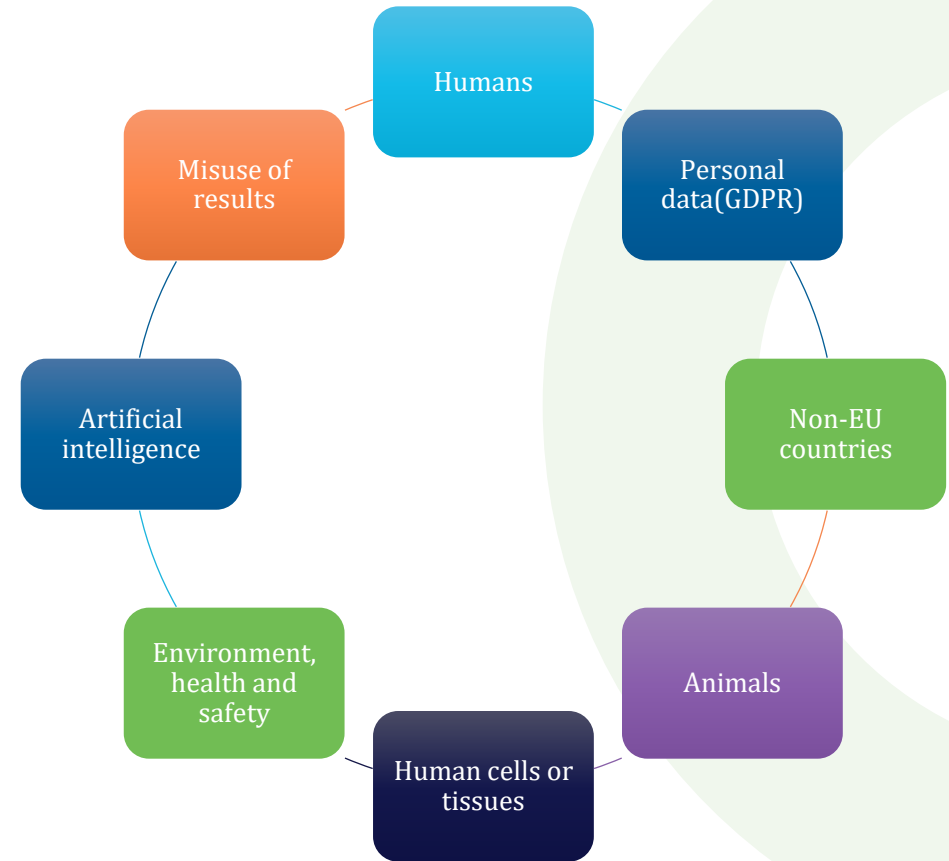 Humans
Personal
data(GDPR)
Non-EU
countries
Animals
Human cells or
tissues
Environment,
health and
safety
Artificial
intelligence
Misuse of
results